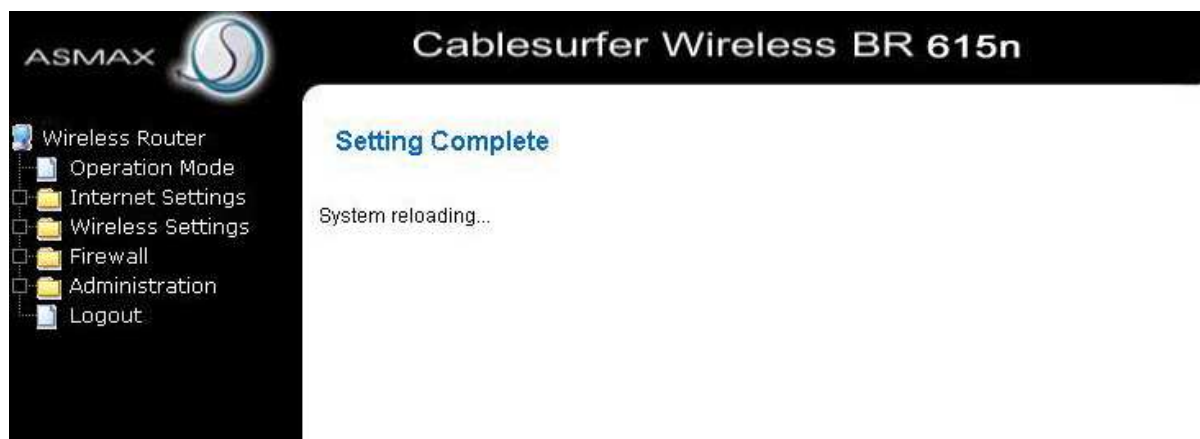 ASMAX
Cablesurfer Wireless BR 615n
Wireless Router
Operation Mode
Internet Settings
Wireless Settings
Firewall
Administration
Logout
Setting Complete
System reloading...